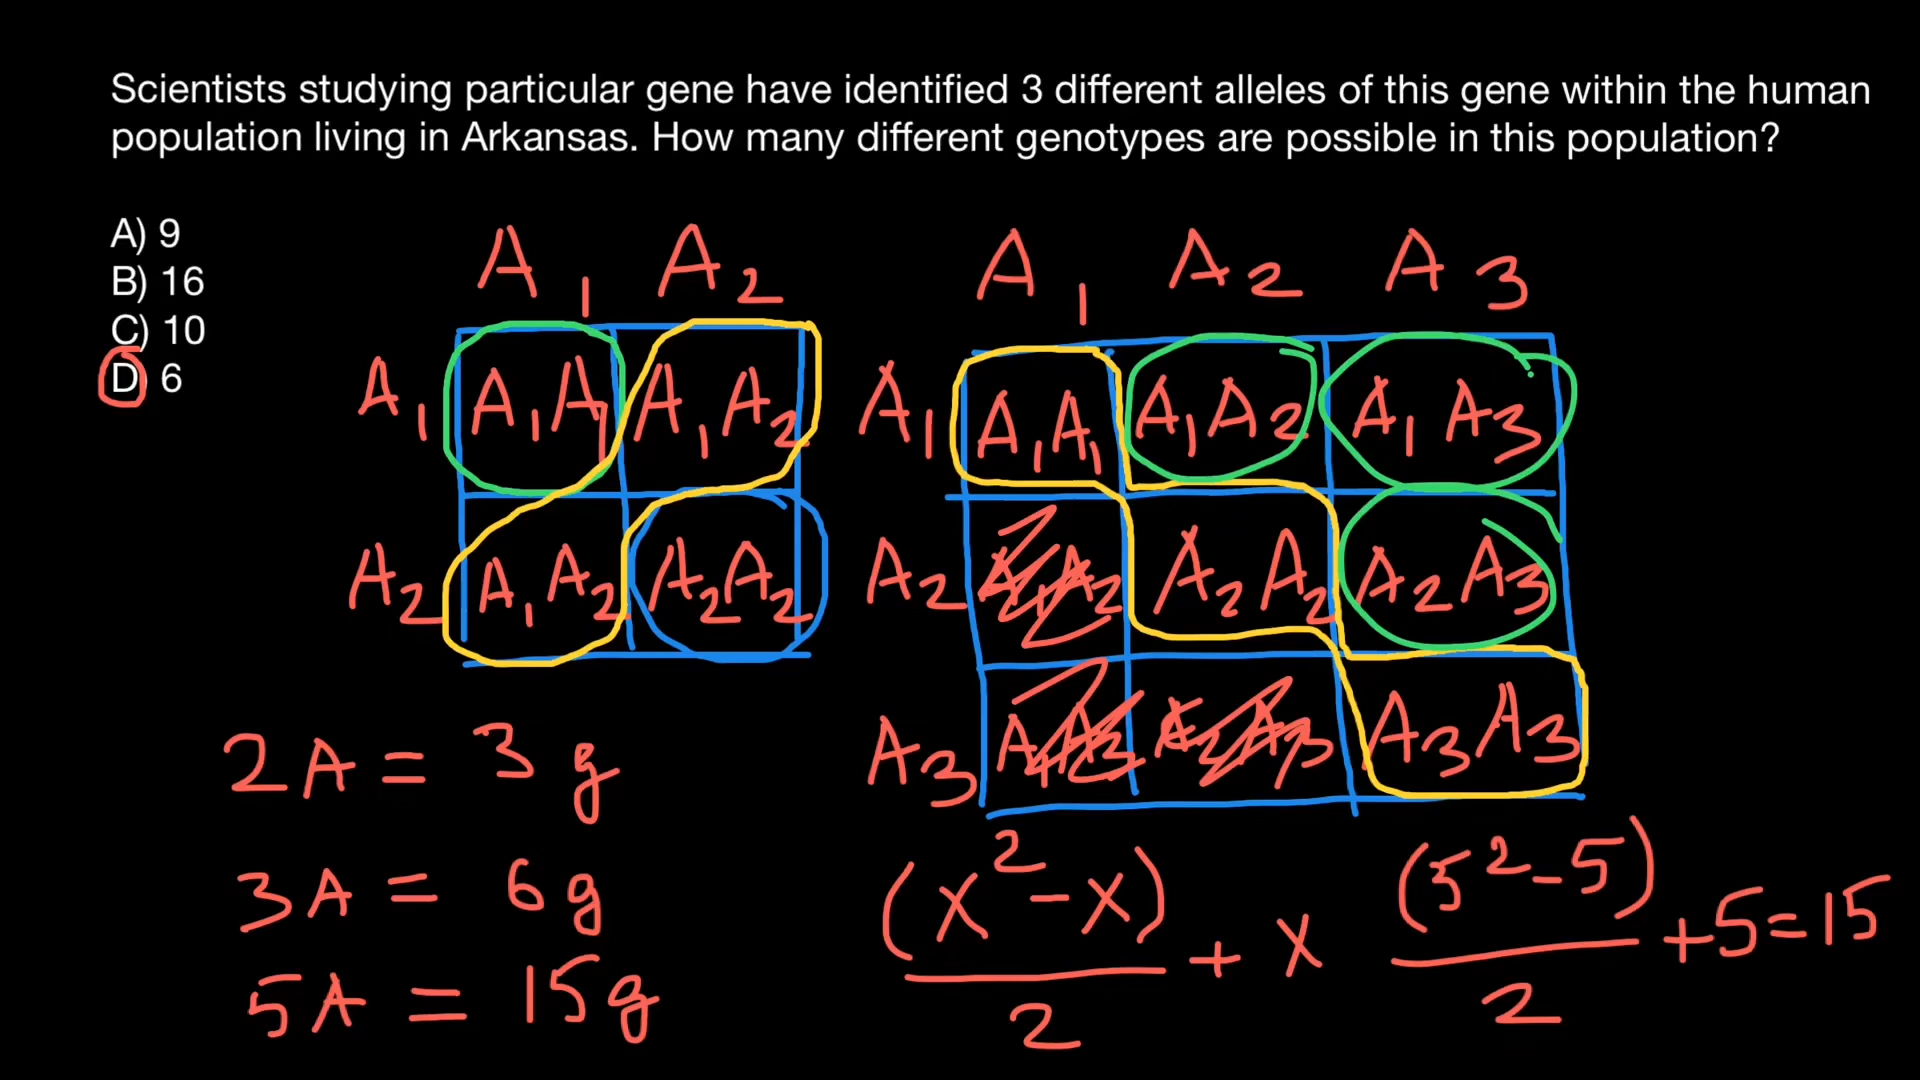 Scientists studying particular gene have identified 3 different alleles of this gene within the human
population living in Arkansas. How many different genotypes are possible in this population?
A) 9
B) 16
C) 10
D) 6
A1 A2
A1 A1A1 A1A2
A2 A1A2 A2A2
A1 A2 A3
A1 A1A1 A1A2 A1A3
A2 A1A2 A2A2 A2A3
A3 A1A3 A2A3 A3A3
2A = 3g
3A = 6g
5A = 15g
(x²-x)/2 + x
(5²-5)/2 +5=15